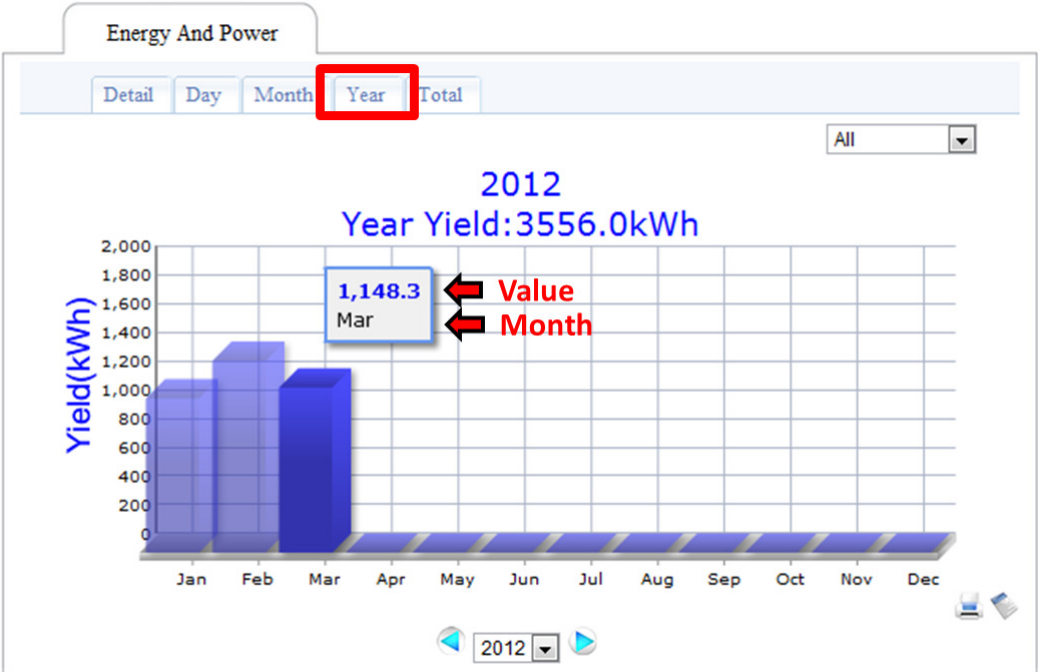 Energy And Power
Detail Day Month Year Total
All
2012
Year Yield:3556.0kWh
Yield(kWh)
2,000
1,800
1,600
1,400
1,200
1,000
800
600
400
200
0
1,148.3
Mar
Value
Month
Jan Feb Mar Apr May Jun Jul Aug Sep Oct Nov Dec
2012